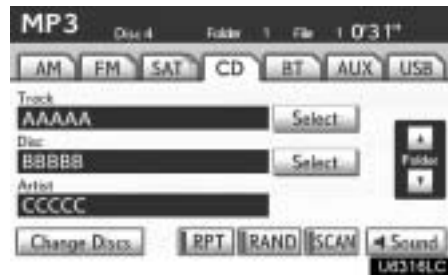 MP3 Disc 4 Folder 1 File 1 0'31"
AM FM SAT CD BT AUX USB
Track
AAAAA Select
Disc
BBBBB Select
Folder
Artist
CCCCC
Change Discs RPT RAND SCAN Sound
U8316LC